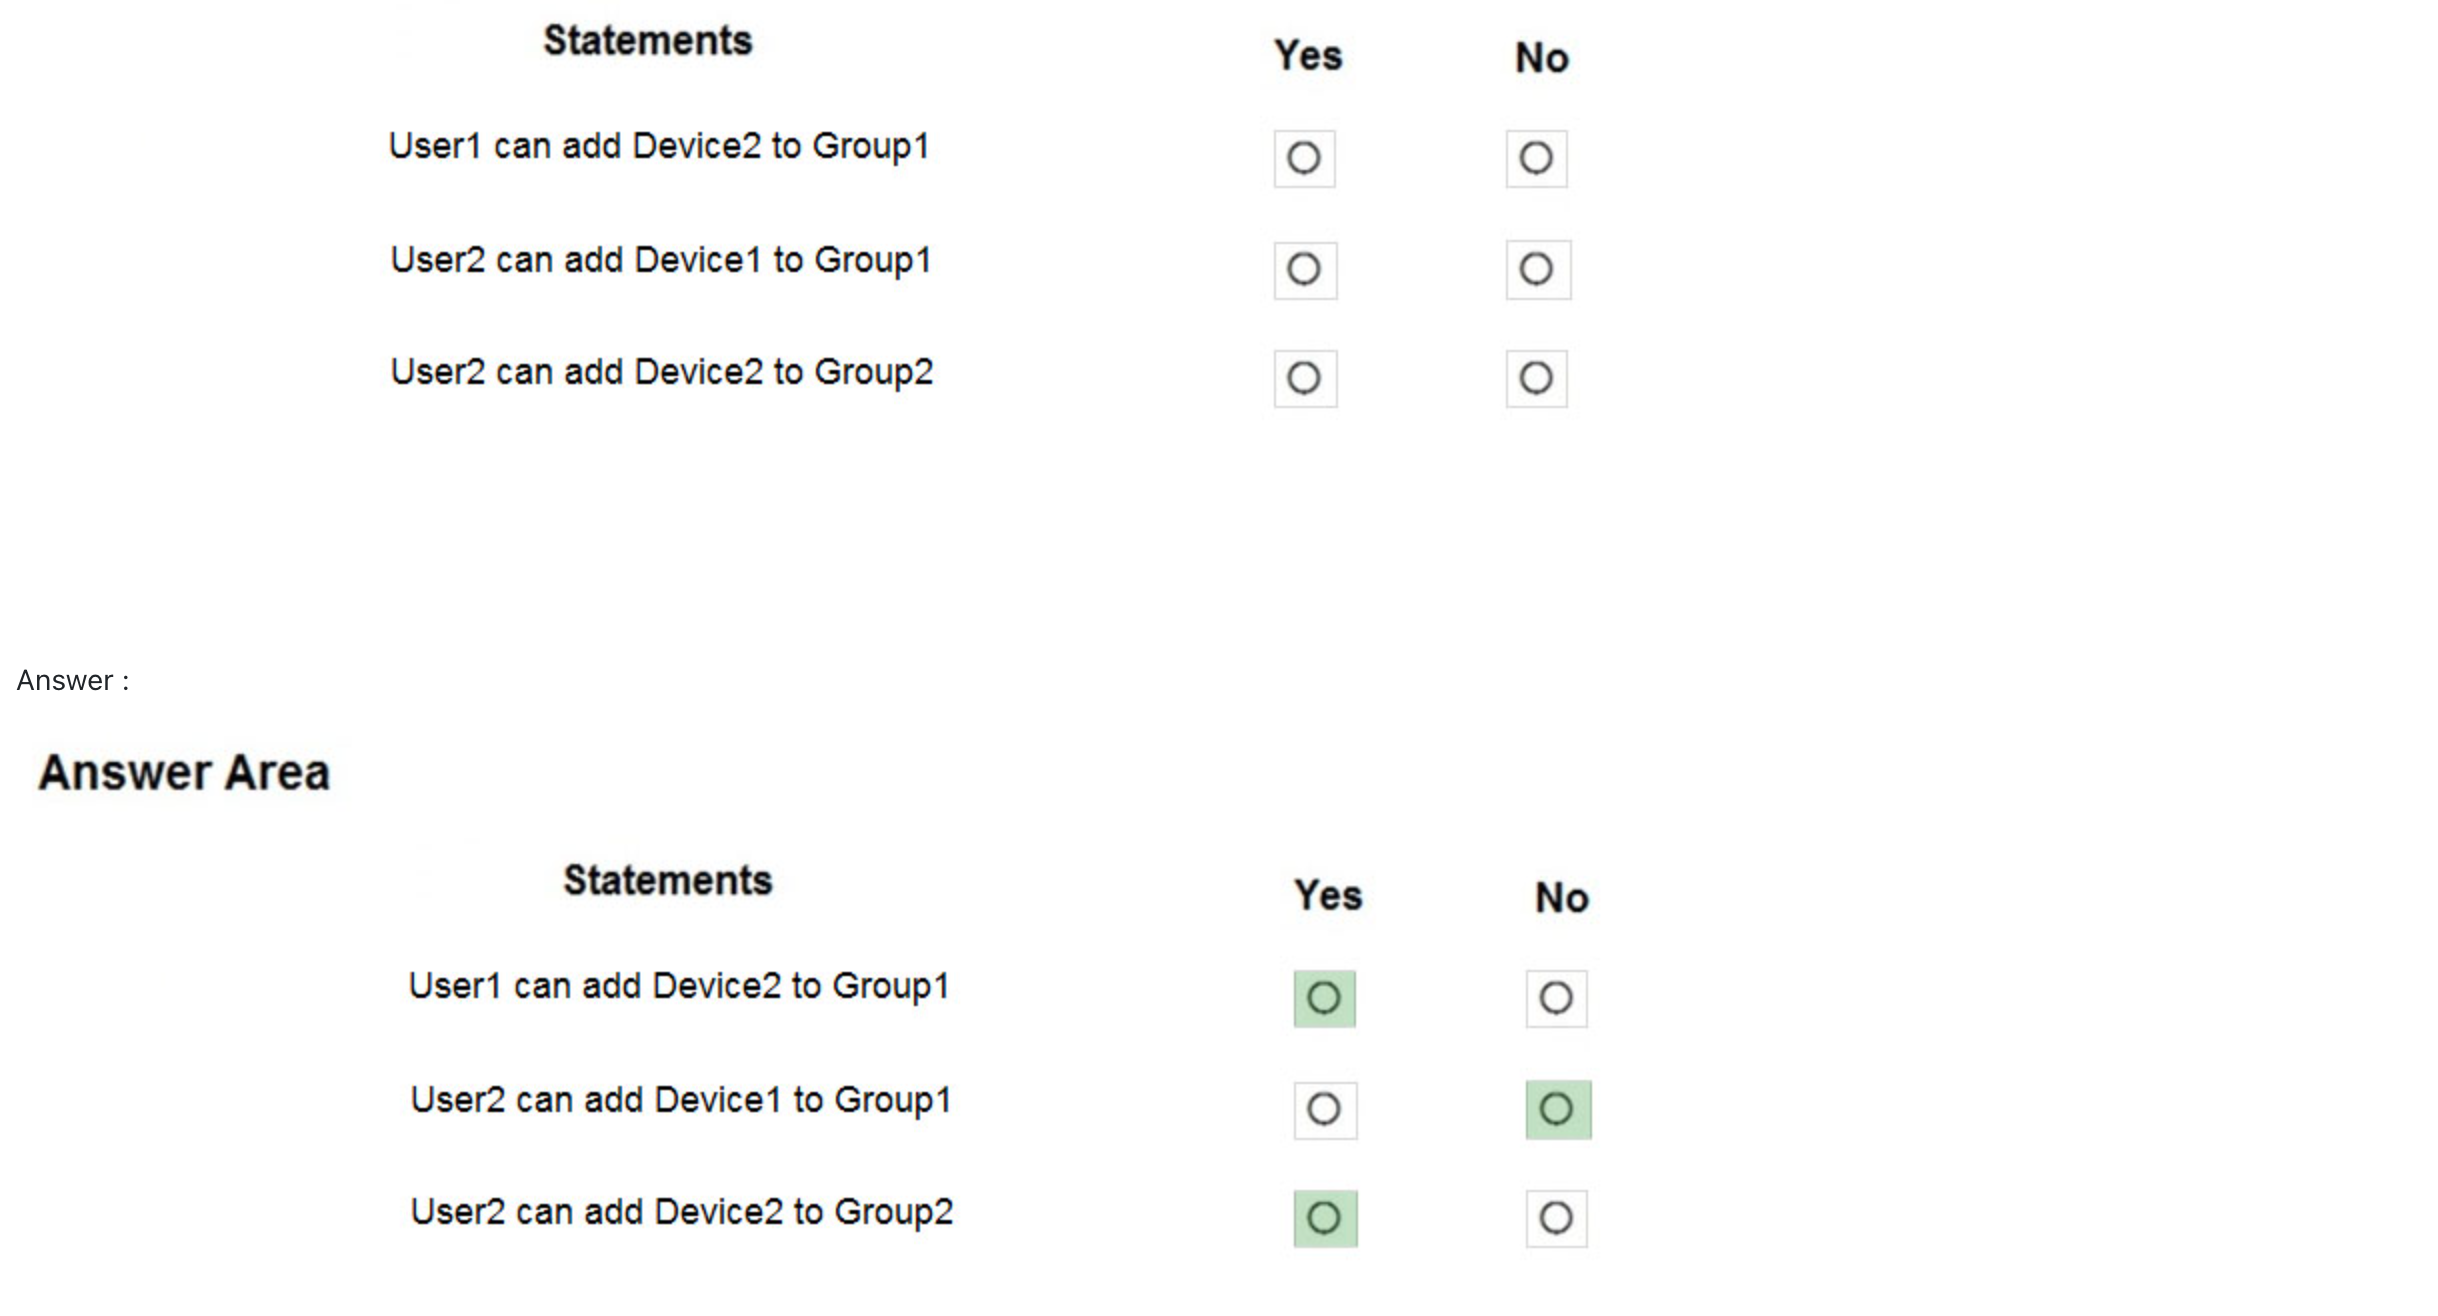 Statements Yes No
User1 can add Device2 to Group1
User2 can add Device1 to Group1
User2 can add Device2 to Group2
Answer :
Answer Area
Statements Yes No
User1 can add Device2 to Group1
User2 can add Device1 to Group1
User2 can add Device2 to Group2